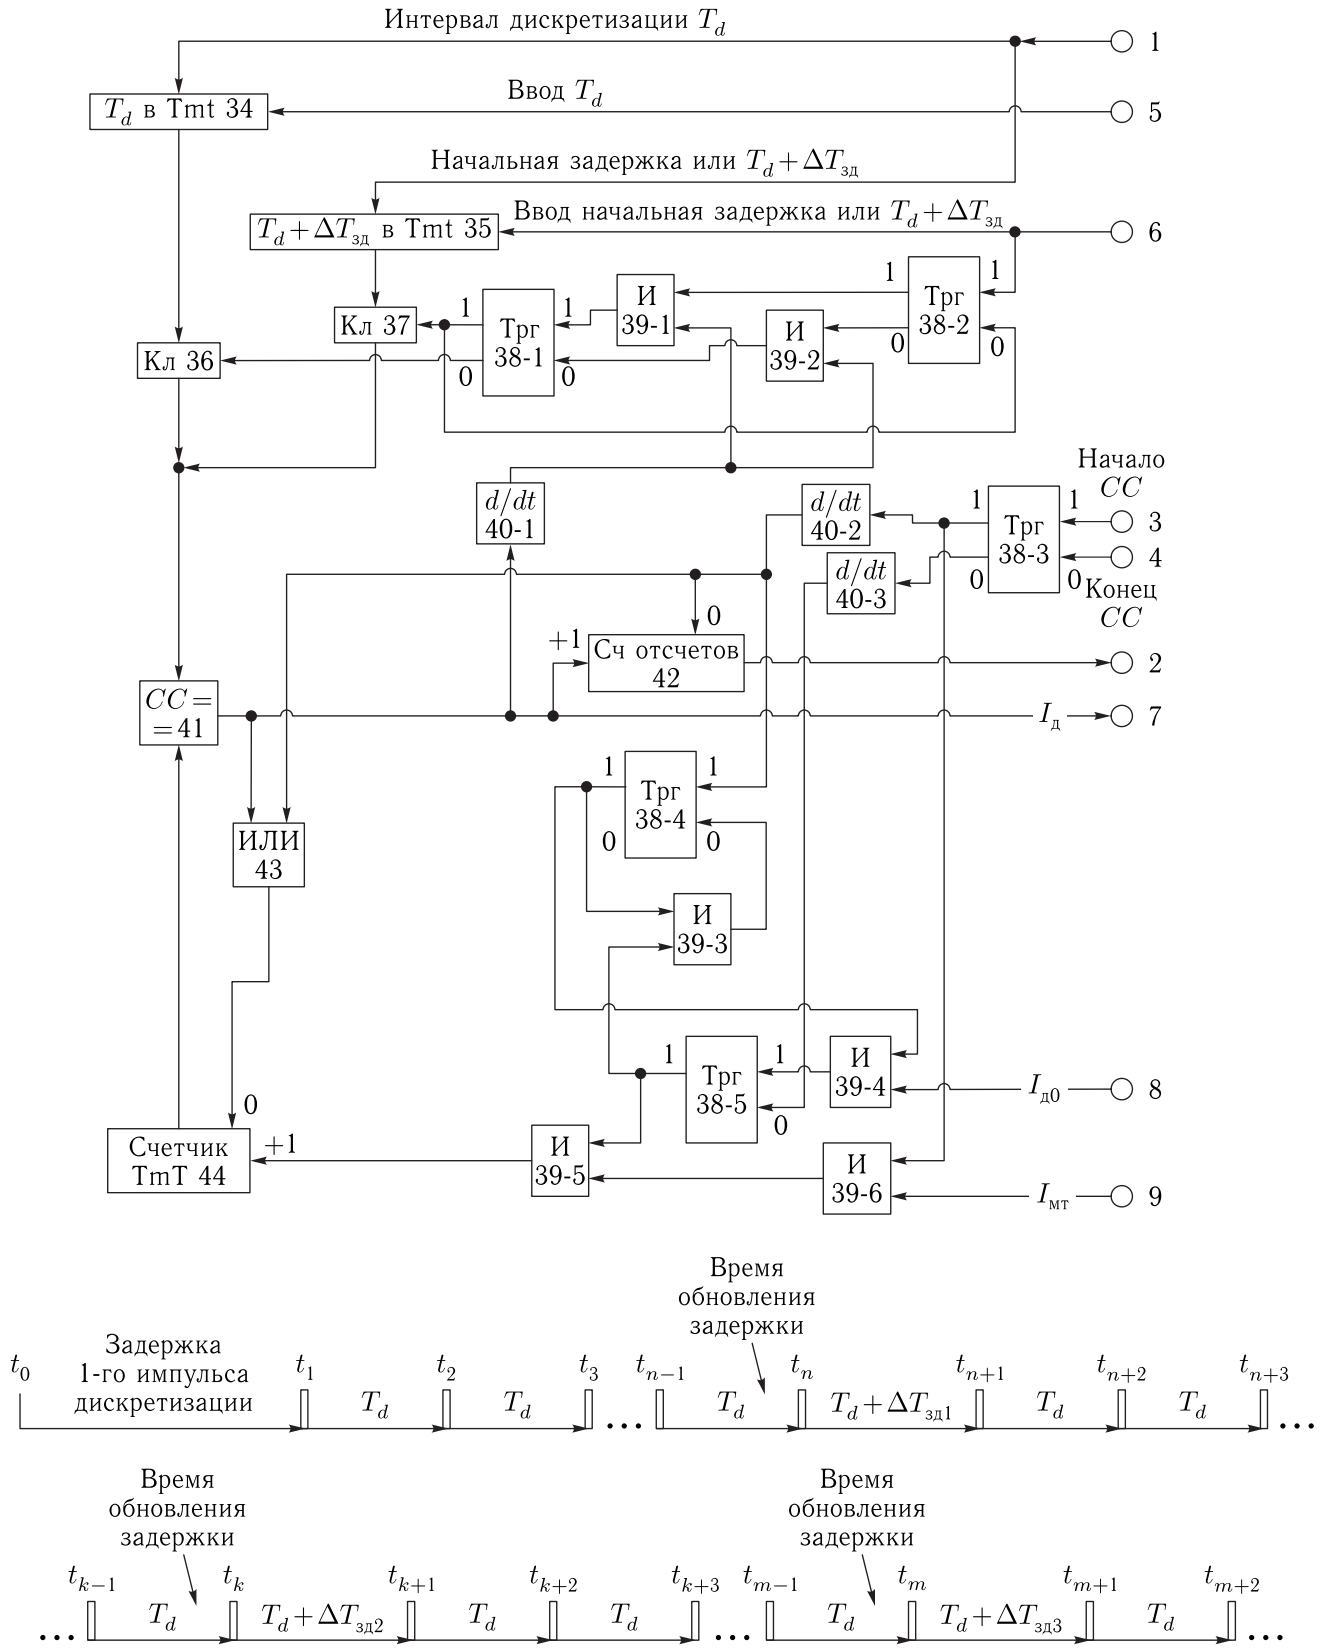 Интервал дискретизации T_d
1
T_d в Tmt 34
Ввод T_d
5
Начальная задержка или T_d + ΔT_зд
T_d + ΔT_зд в Tmt 35
Ввод начальная задержка или T_d + ΔT_зд
6
Кл 37
1
Трг
38-1
0
1
0
И
39-1
И
39-2
1
Трг
38-2
0
1
0
Кл 36
d/dt
40-1
d/dt
40-2
d/dt
40-3
1
Трг
38-3
0
1
0
Начало
CC
3
4
Конец
CC
+1
0
Сч отсчетов
42
2
CC =
= 41
I_д
7
ИЛИ
43
1
Трг
38-4
0
1
0
И
39-3
1
Трг
38-5
1
0
И
39-4
I_д0
8
0
Счетчик
TmT 44
+1
И
39-5
И
39-6
I_мт
9
Время
обновления
задержки
t_0
Задержка
1-го импульса
дискретизации
t_1
t_2
t_3
t_{n−1}
t_n
t_{n+1}
t_{n+2}
t_{n+3}
T_d
T_d
...
T_d
T_d + ΔT_зд1
T_d
T_d
...
Время
обновления
задержки
Время
обновления
задержки
t_{k−1}
t_k
t_{k+1}
t_{k+2}
t_{k+3}
t_{m−1}
t_m
t_{m+1}
t_{m+2}
...
T_d
T_d + ΔT_зд2
T_d
T_d
...
T_d
T_d + ΔT_зд3
T_d
...